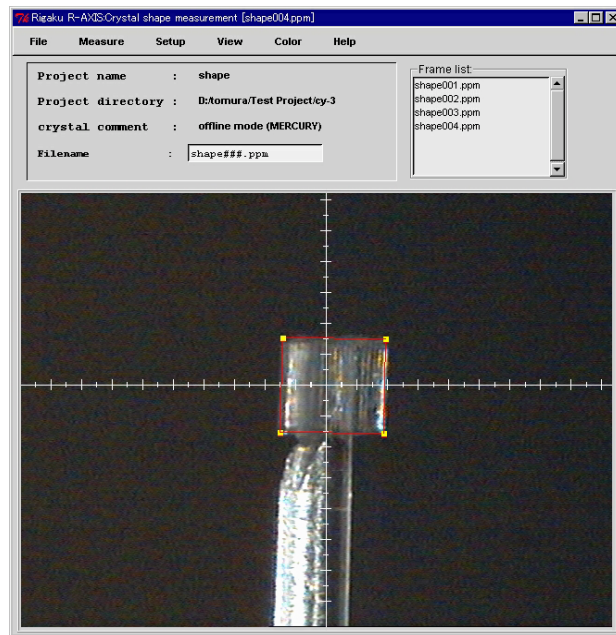 Rigaku R-AXIS:Crystal shape measurement [shape004.ppm]
File Measure Setup View Color Help
Project name : shape
Project directory : D:/tomura/Test Project/cy-3
crystal comment : offline mode (MERCURY)
Filename : shape###.ppm
Frame list:
shape001.ppm
shape002.ppm
shape003.ppm
shape004.ppm